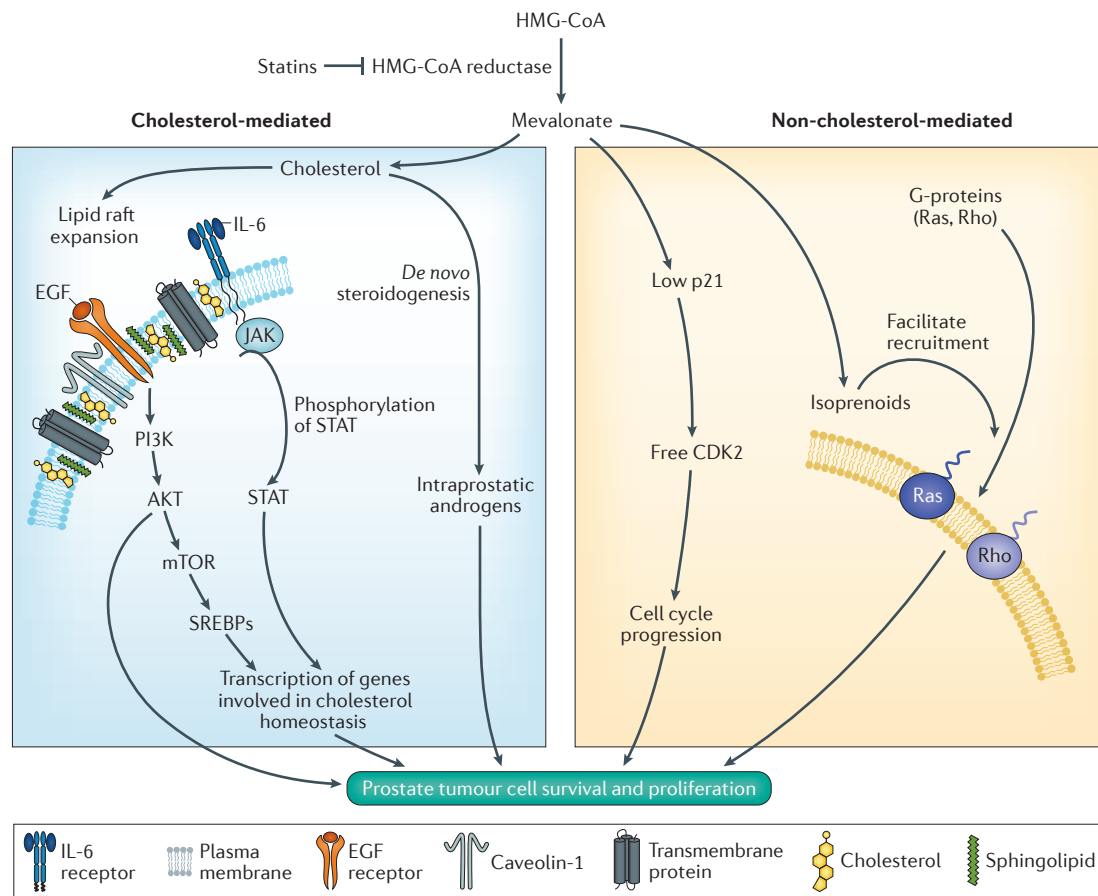 HMG-CoA
Statins
HMG-CoA reductase
Mevalonate
Cholesterol-mediated
Cholesterol
Lipid raft
expansion
IL-6
EGF
JAK
De novo
steroidogenesis
Phosphorylation
of STAT
PI3K
AKT
STAT
Intraprostatic
androgens
mTOR
SREBPs
Transcription of genes
involved in cholesterol
homeostasis
Non-cholesterol-mediated
G-proteins
(Ras, Rho)
Low p21
Facilitate
recruitment
Isoprenoids
Free CDK2
Ras
Rho
Cell cycle
progression
Prostate tumour cell survival and proliferation
IL-6
receptor
Plasma
membrane
EGF
receptor
Caveolin-1
Transmembrane
protein
Cholesterol
Sphingolipid